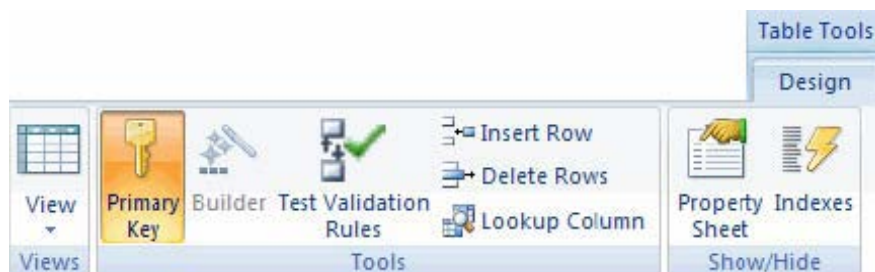 Table Tools
Design
View
Primary
Key
Builder
Test Validation
Rules
Insert Row
Delete Rows
Lookup Column
Property
Sheet
Indexes
Views
Tools
Show/Hide